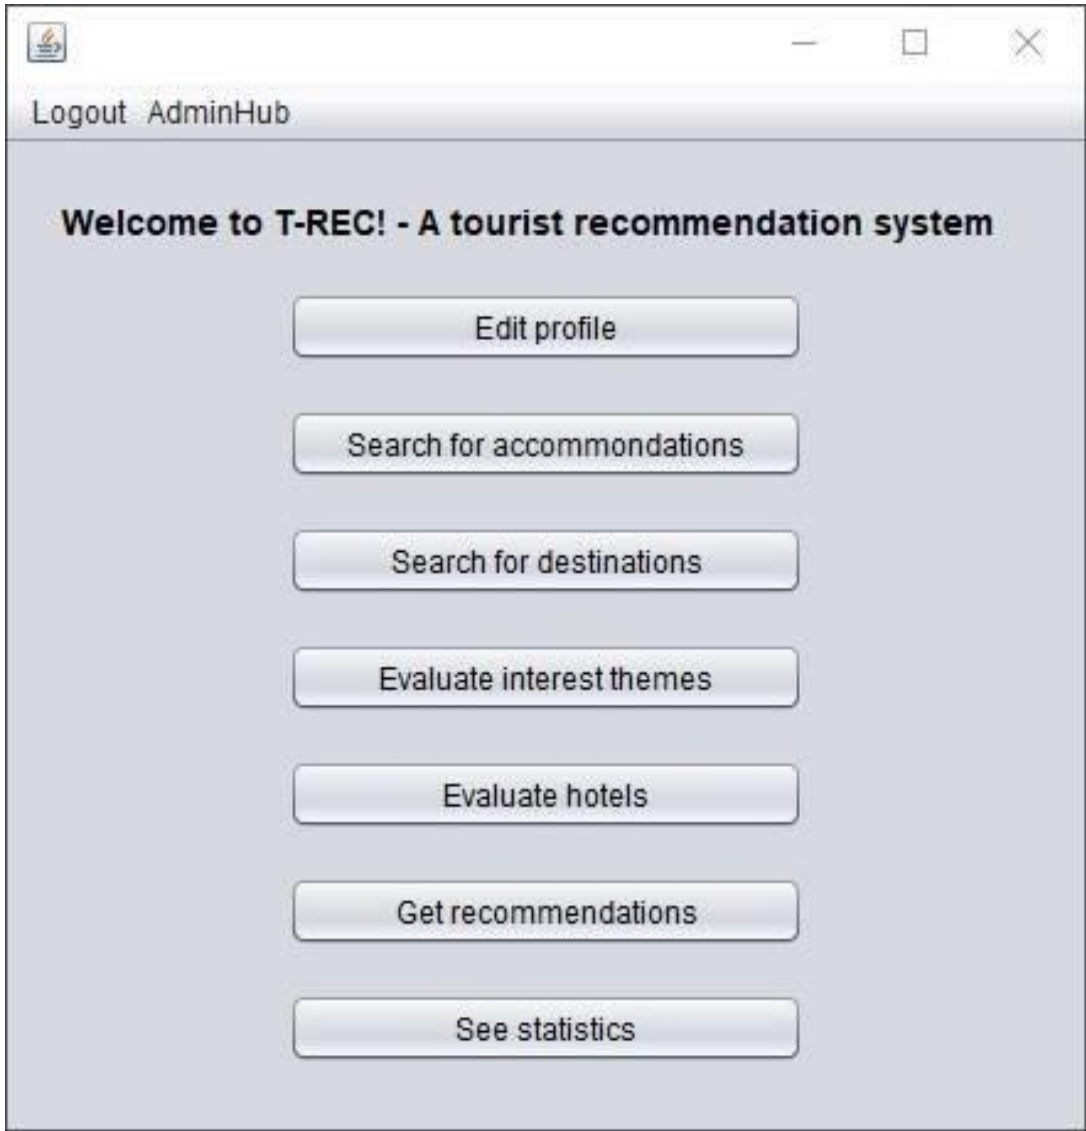 Logout AdminHub
Welcome to T-REC! - A tourist recommendation system
Edit profile
Search for accommondations
Search for destinations
Evaluate interest themes
Evaluate hotels
Get recommendations
See statistics